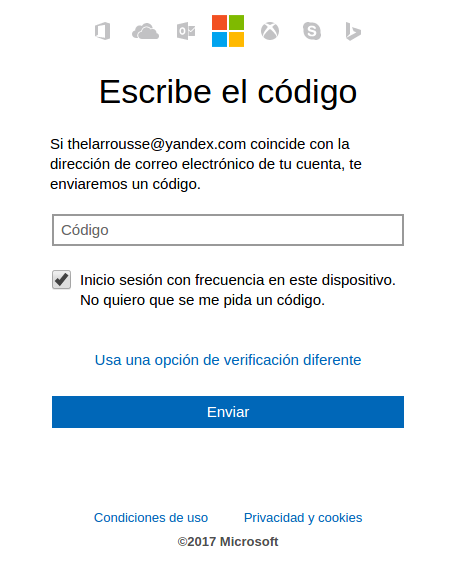 Escribe el código
Si thelarrousse@yandex.com coincide con la
dirección de correo electrónico de tu cuenta, te
enviaremos un código.
Código
Inicio sesión con frecuencia en este dispositivo.
No quiero que se me pida un código.
Usa una opción de verificación diferente
Enviar
Condiciones de uso Privacidad y cookies
©2017 Microsoft